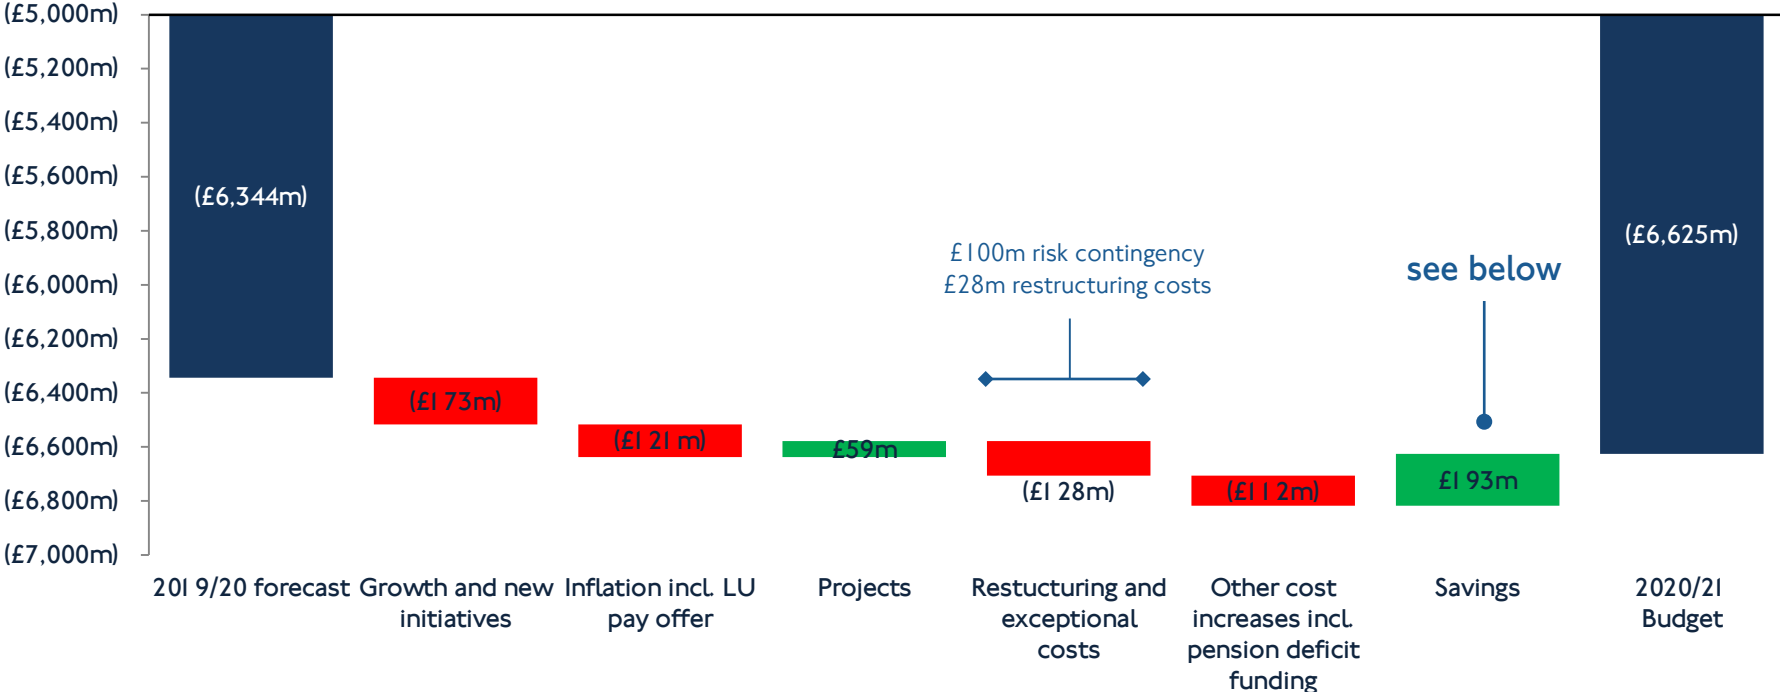 (£5,000m)
(£5,200m)
(£5,400m)
(£5,600m)
(£5,800m)
(£6,000m)
(£6,200m)
(£6,400m)
(£6,600m)
(£6,800m)
(£7,000m)
(£6,344m)
(£173m)
(£121m)
£59m
£100m risk contingency
£28m restructuring costs
(£128m)
(£112m)
see below
£193m
(£6,625m)
2019/20 forecast
Growth and new
initiatives
Inflation incl. LU
pay offer
Projects
Restucturing and
exceptional
costs
Other cost
increases incl.
pension deficit
funding
Savings
2020/21
Budget